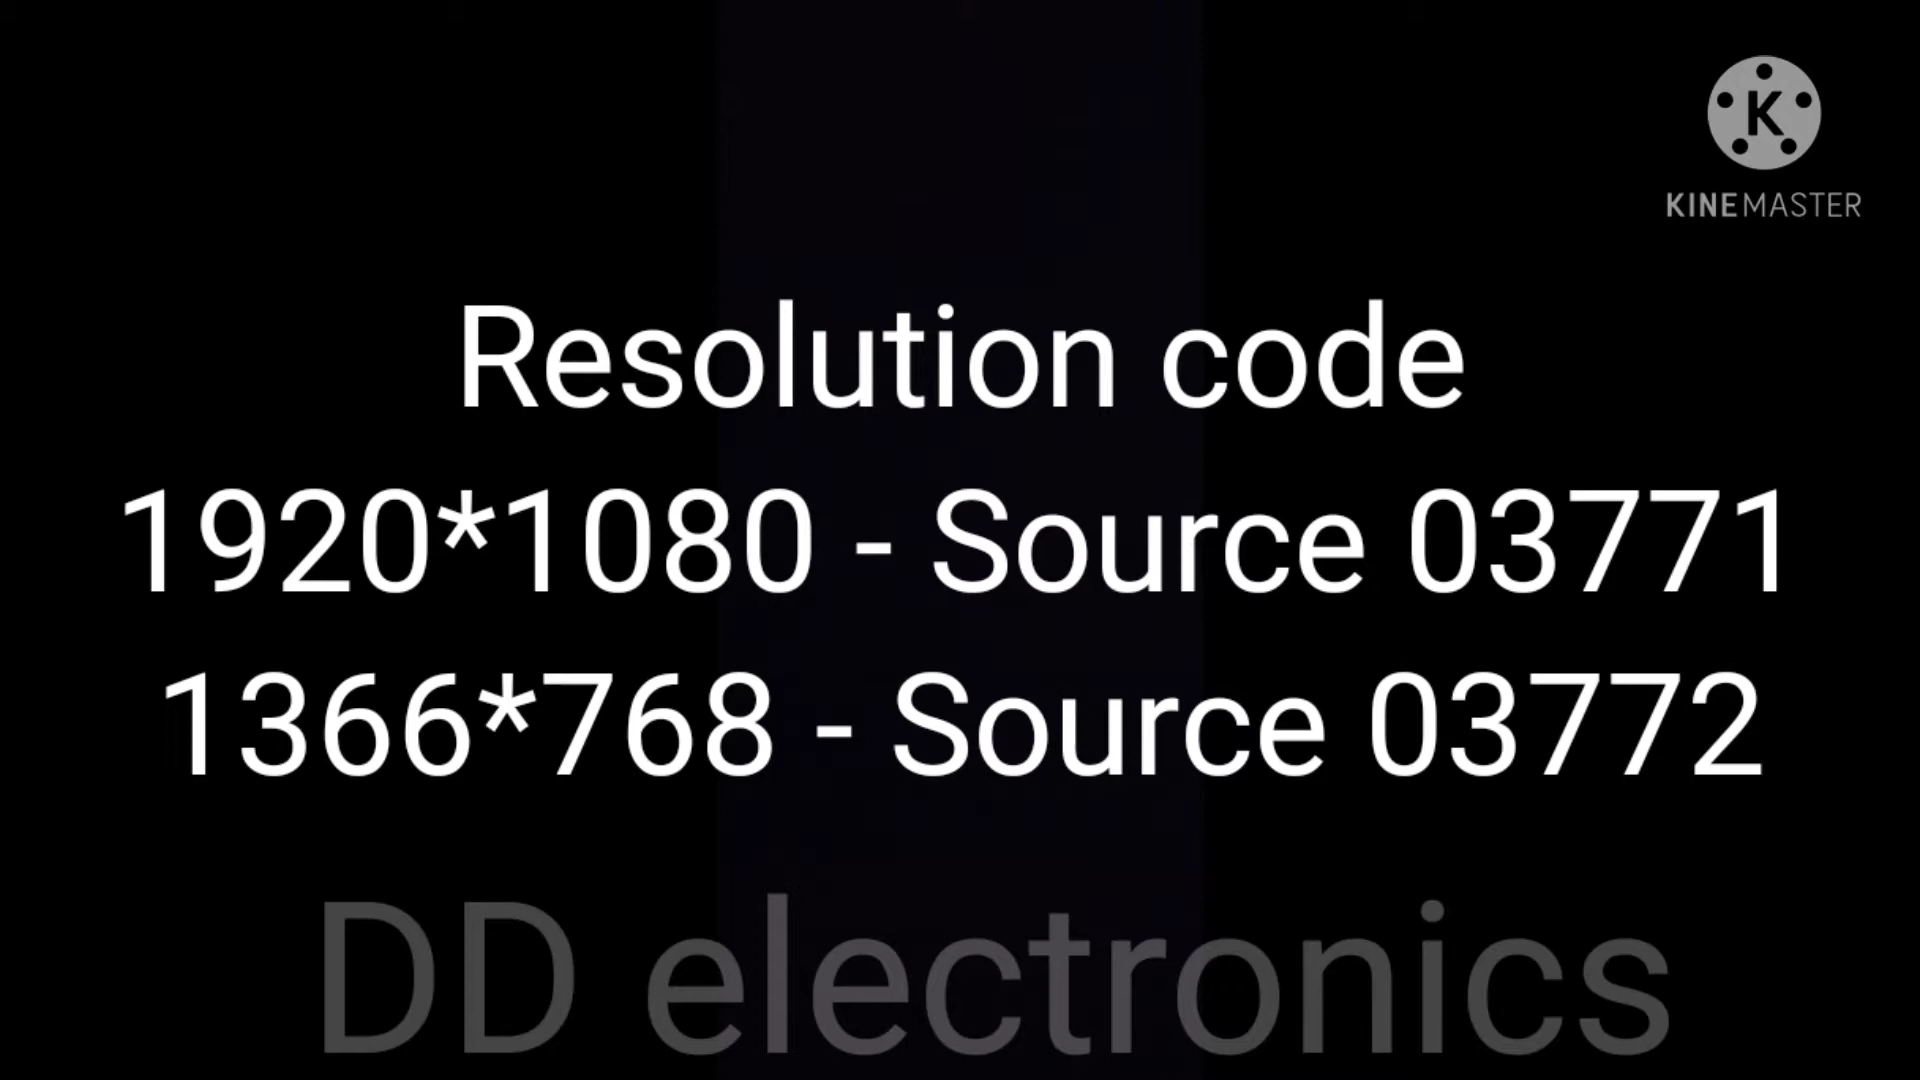 K
KINEMASTER
Resolution code
1920*1080 - Source 03771
1366*768 - Source 03772
DD electronics